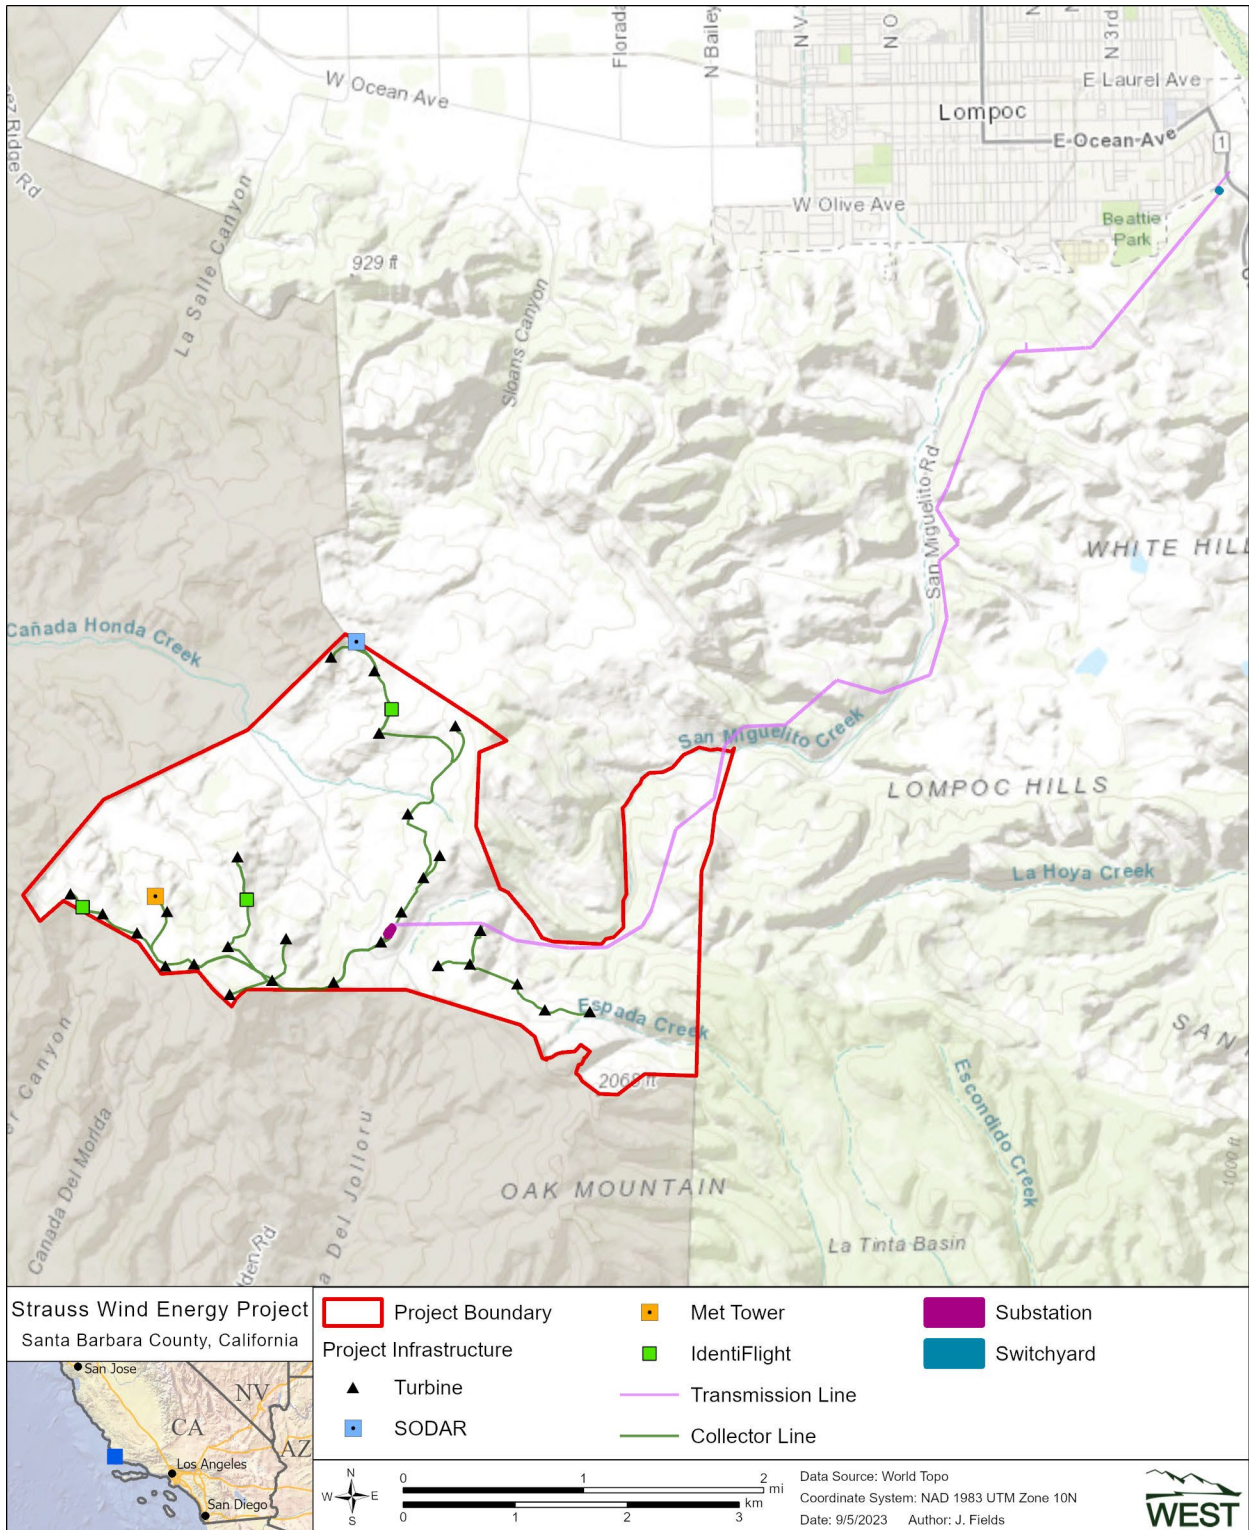 Florada
N Bailey
N V
N O
N 3rd
W Ocean Ave
E Laurel Ave
Lompoc
E Ocean Ave
1
ez Ridge Rd
La Salle Canyon
W Olive Ave
Beattie
Park
929 ft
Sloans Canyon
San Miguelito Rd
WHITE HILL
Cañada Honda Creek
San Miguelito Creek
LOMPOC HILLS
La Hoya Creek
Espada Creek
SAN
er Canyon
2068 ft
Escondido Creek
Canada Del Morida
a Del Jolloru
1000 ft
OAK MOUNTAIN
lden Rd
La Tinta Basin
Strauss Wind Energy Project
Santa Barbara County, California
San Jose
NV
CA
AZ
Los Angeles
San Diego
Project Boundary
Project Infrastructure
Turbine
SODAR
Met Tower
IdentiFlight
Transmission Line
Collector Line
Substation
Switchyard
N
W E
S
0 1 2
mi
km
0 1 2 3
Data Source: World Topo
Coordinate System: NAD 1983 UTM Zone 10N
Date: 9/5/2023 Author: J. Fields
WEST